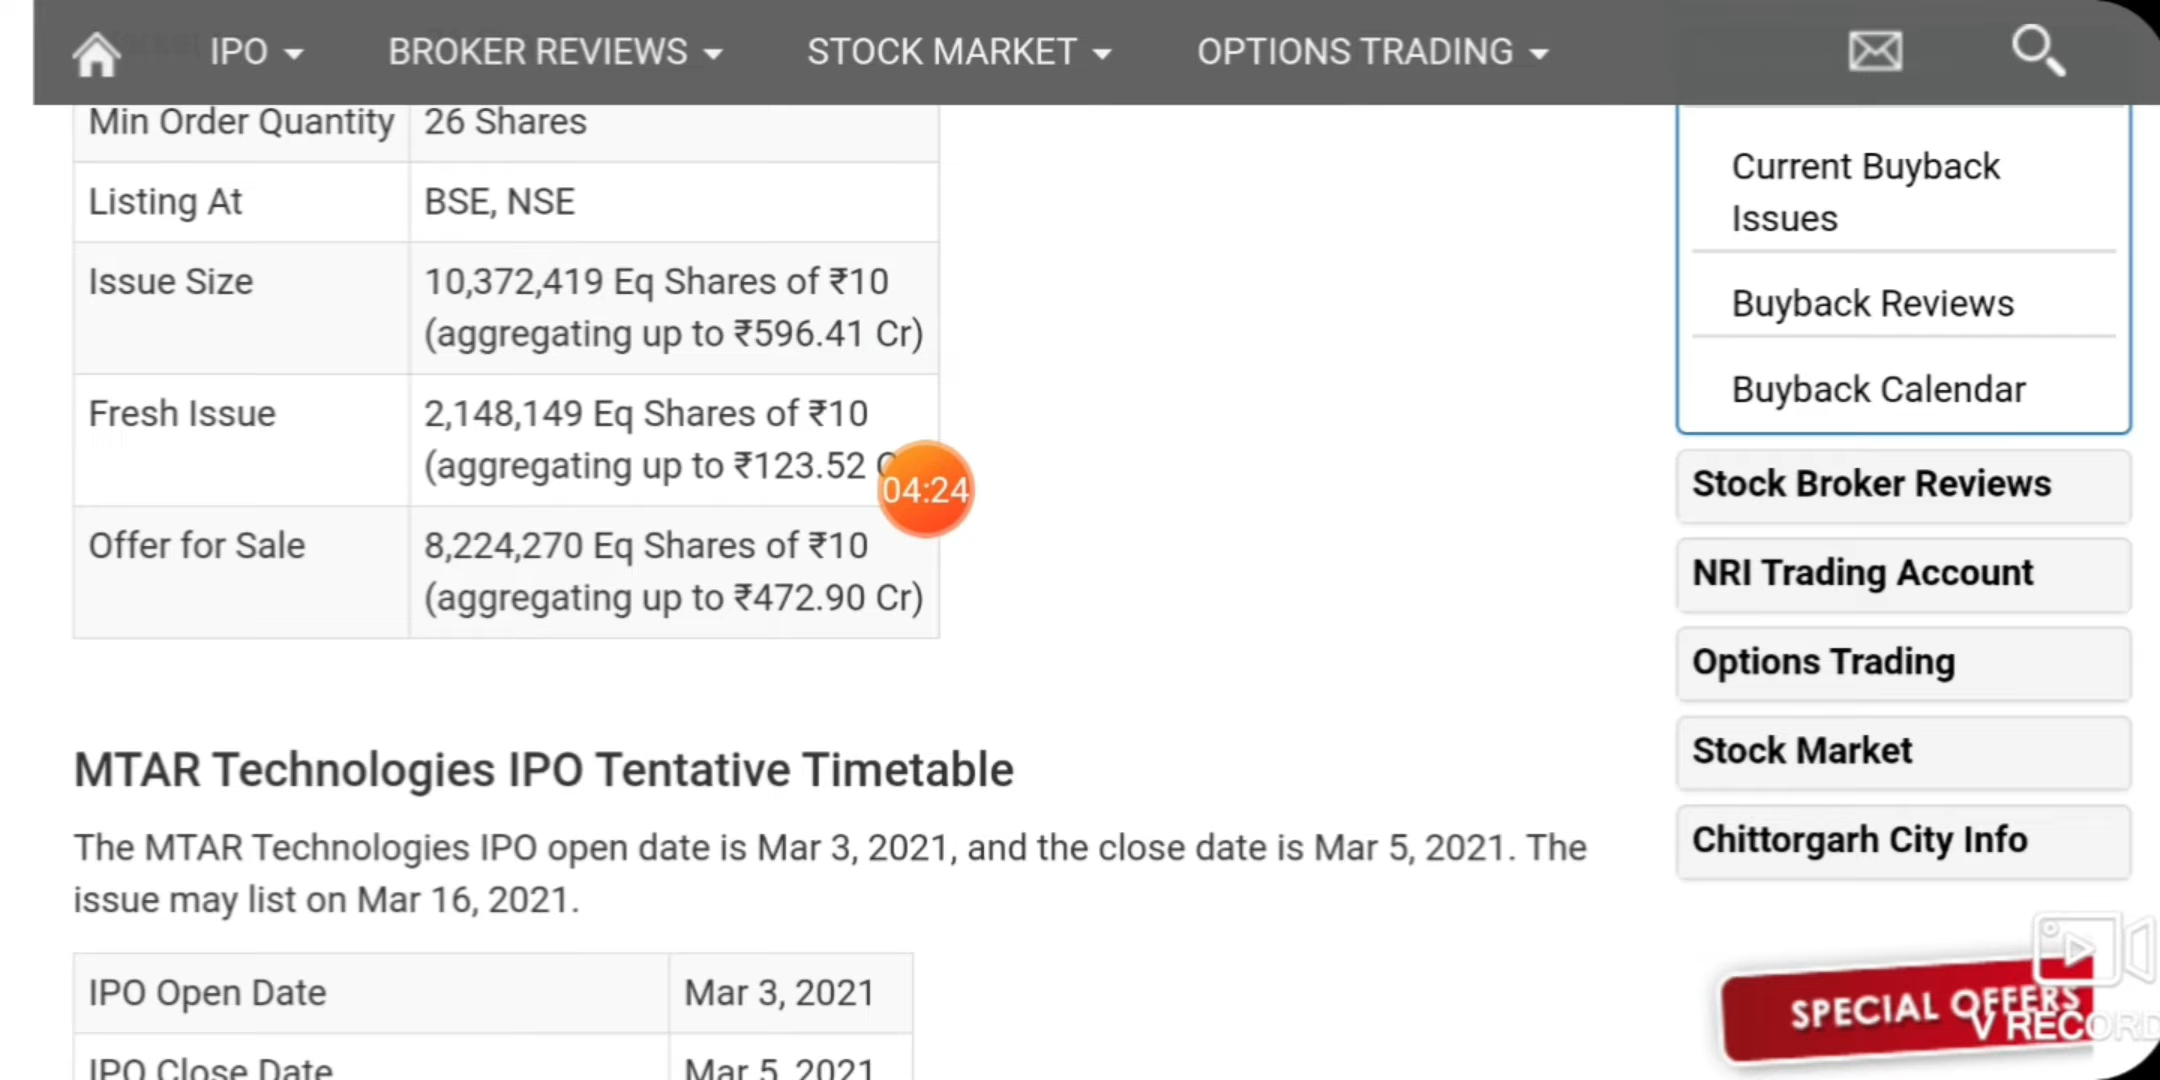 IPO BROKER REVIEWS STOCK MARKET OPTIONS TRADING
Min Order Quantity 26 Shares
Listing At BSE, NSE
Issue Size 10,372,419 Eq Shares of ₹10
(aggregating up to ₹596.41 Cr)
Fresh Issue 2,148,149 Eq Shares of ₹10
(aggregating up to ₹123.52
04:24
Offer for Sale 8,224,270 Eq Shares of ₹10
(aggregating up to ₹472.90 Cr)
MTAR Technologies IPO Tentative Timetable
The MTAR Technologies IPO open date is Mar 3, 2021, and the close date is Mar 5, 2021. The
issue may list on Mar 16, 2021.
IPO Open Date Mar 3, 2021
IPO Close Date Mar 5, 2021
Current Buyback
Issues
Buyback Reviews
Buyback Calendar
Stock Broker Reviews
NRI Trading Account
Options Trading
Stock Market
Chittorgarh City Info
SPECIAL OFFERS
V RECORD